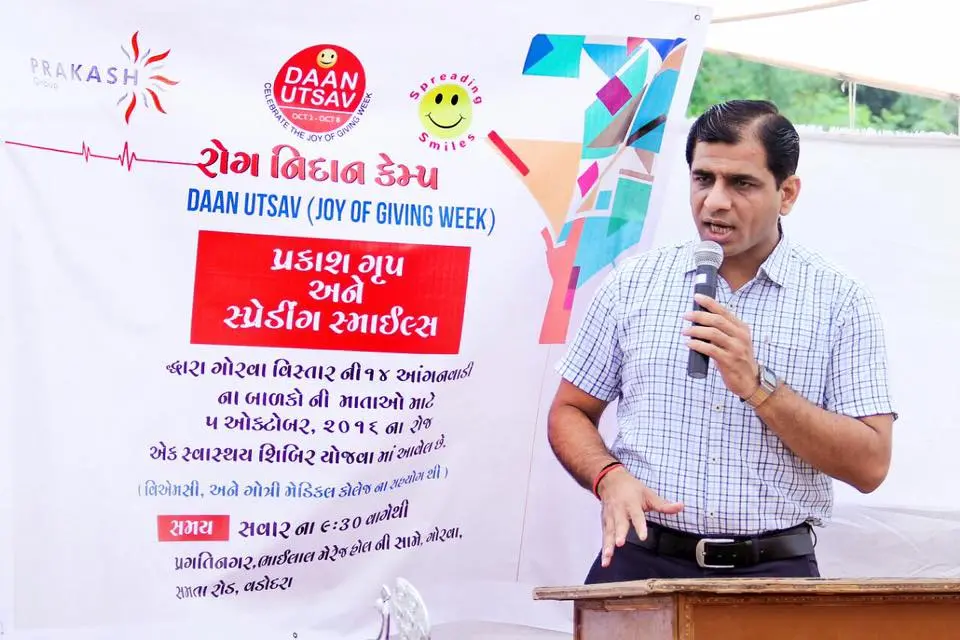 PRAKASH
GROUP
DAAN
UTSAV
OCT 2 - OCT 8
CELEBRATE THE JOY OF GIVING WEEK
Spreading
Smiles
રોગ નિદાન કેમ્પ
DAAN UTSAV (JOY OF GIVING WEEK)
પ્રકાશ ગૃપ
અને
સ્પ્રેડીંગ સ્માઈલ્સ
દ્વારા ગોરવા વિસ્તાર ની ૧૪ આંગનવાડી
ના બાળકો ની માતાઓ માટે
૫ ઓક્ટોબર, ૨૦૧૬ ના રોજ
એક સ્વાસ્થય શિબિર યોજવા માં આવેલ છે.
(વિએમસી, અને ગોત્રી મેડિકલ કોલેજ ના સહયોગ થી)
સમય સવાર ના ૯:૩૦ વાગેથી
પ્રગતિનગર,ભાઈલાલ મેરેજ હોલ ની સામે, ગોરવા,
સમતા રોડ, વડોદરા